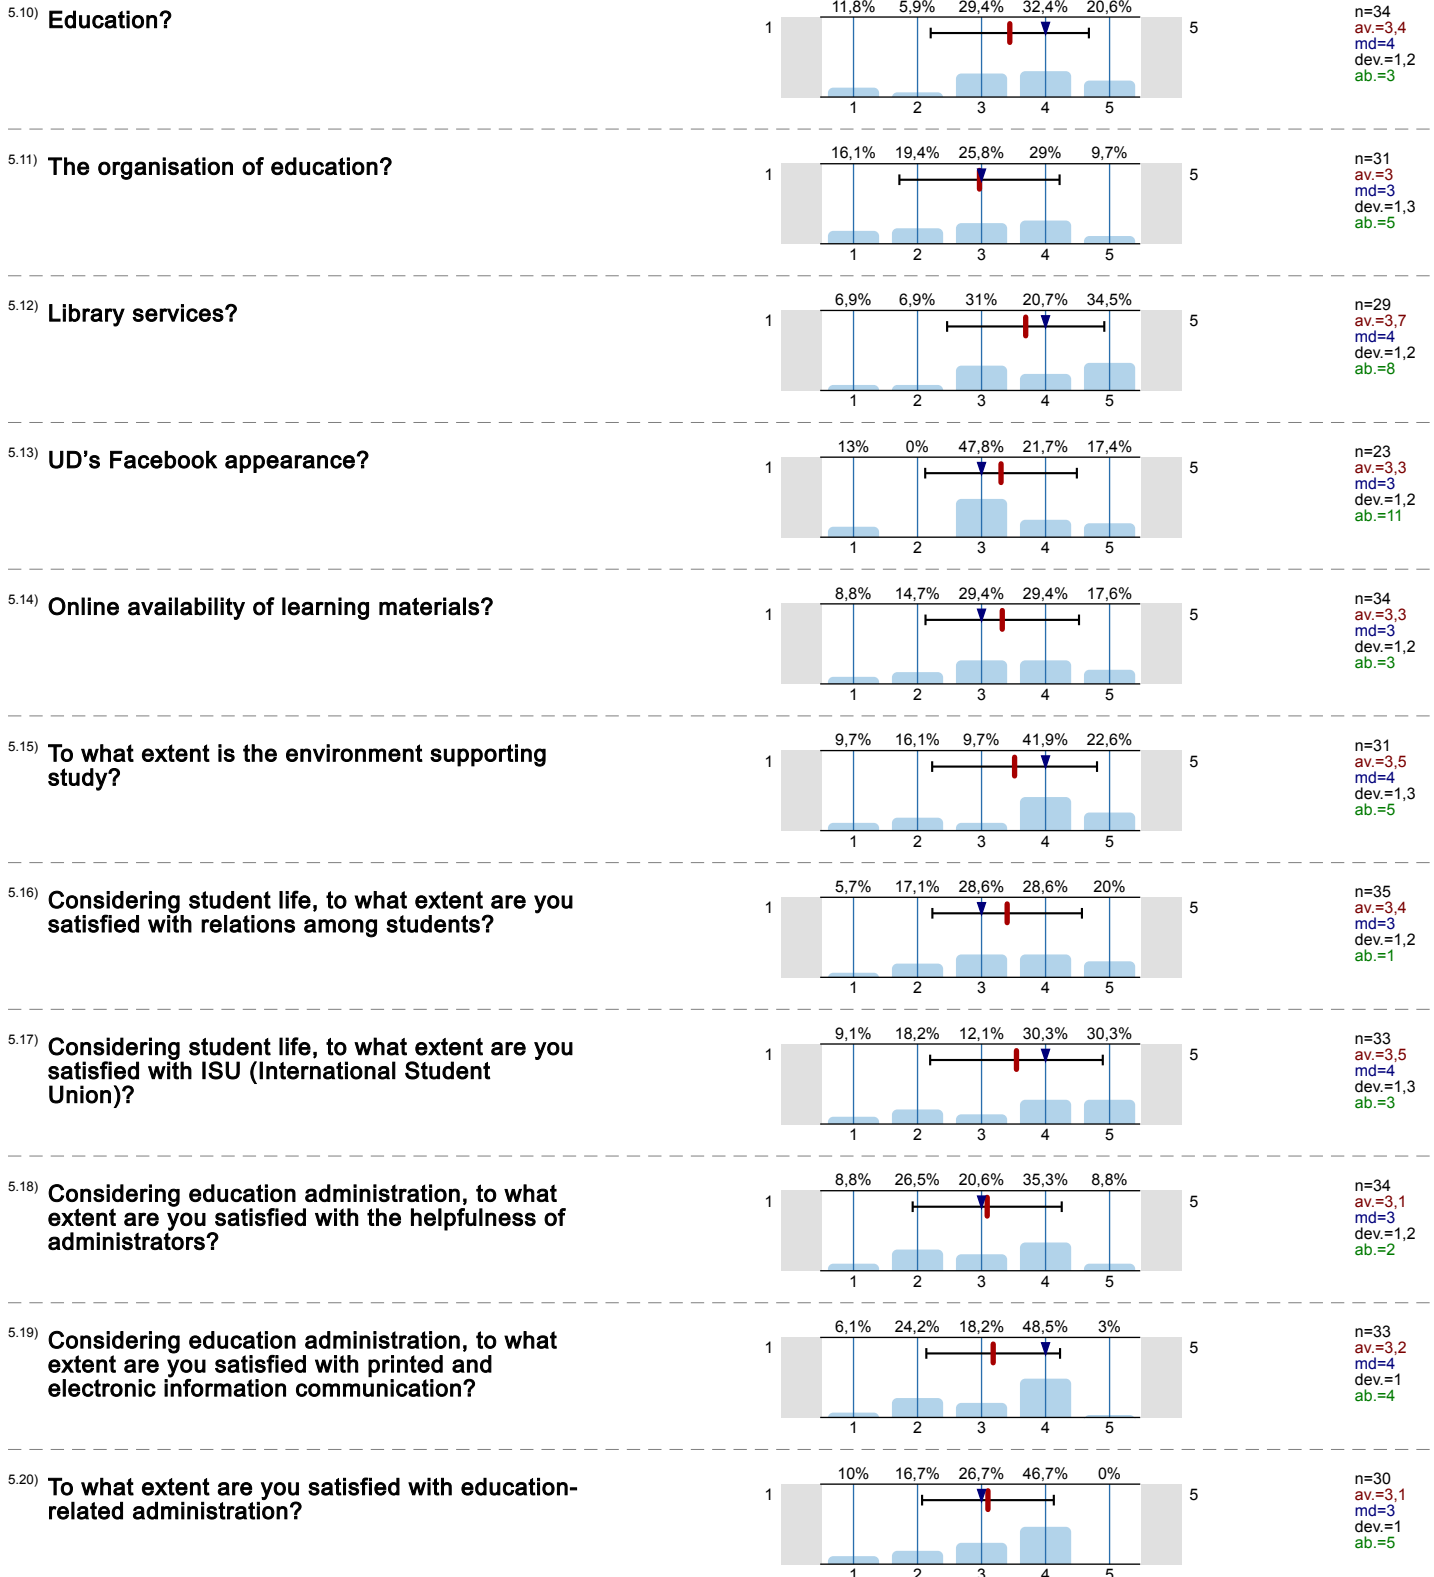 5.10) Education?
11,8% 5,9% 29,4% 32,4% 20,6%
1 5
1 2 3 4 5
n=34
av.=3,4
md=4
dev.=1,2
ab.=3
5.11) The organisation of education?
16,1% 19,4% 25,8% 29% 9,7%
1 5
1 2 3 4 5
n=31
av.=3
md=3
dev.=1,3
ab.=5
5.12) Library services?
6,9% 6,9% 31% 20,7% 34,5%
1 5
1 2 3 4 5
n=29
av.=3,7
md=4
dev.=1,2
ab.=8
5.13) UD’s Facebook appearance?
13% 0% 47,8% 21,7% 17,4%
1 5
1 2 3 4 5
n=23
av.=3,3
md=3
dev.=1,2
ab.=11
5.14) Online availability of learning materials?
8,8% 14,7% 29,4% 29,4% 17,6%
1 5
1 2 3 4 5
n=34
av.=3,3
md=3
dev.=1,2
ab.=3
5.15) To what extent is the environment supporting
study?
9,7% 16,1% 9,7% 41,9% 22,6%
1 5
1 2 3 4 5
n=31
av.=3,5
md=4
dev.=1,3
ab.=5
5.16) Considering student life, to what extent are you
satisfied with relations among students?
5,7% 17,1% 28,6% 28,6% 20%
1 5
1 2 3 4 5
n=35
av.=3,4
md=3
dev.=1,2
ab.=1
5.17) Considering student life, to what extent are you
satisfied with ISU (International Student
Union)?
9,1% 18,2% 12,1% 30,3% 30,3%
1 5
1 2 3 4 5
n=33
av.=3,5
md=4
dev.=1,3
ab.=3
5.18) Considering education administration, to what
extent are you satisfied with the helpfulness of
administrators?
8,8% 26,5% 20,6% 35,3% 8,8%
1 5
1 2 3 4 5
n=34
av.=3,1
md=3
dev.=1,2
ab.=2
5.19) Considering education administration, to what
extent are you satisfied with printed and
electronic information communication?
6,1% 24,2% 18,2% 48,5% 3%
1 5
1 2 3 4 5
n=33
av.=3,2
md=4
dev.=1
ab.=4
5.20) To what extent are you satisfied with education-
related administration?
10% 16,7% 26,7% 46,7% 0%
1 5
1 2 3 4 5
n=30
av.=3,1
md=3
dev.=1
ab.=5